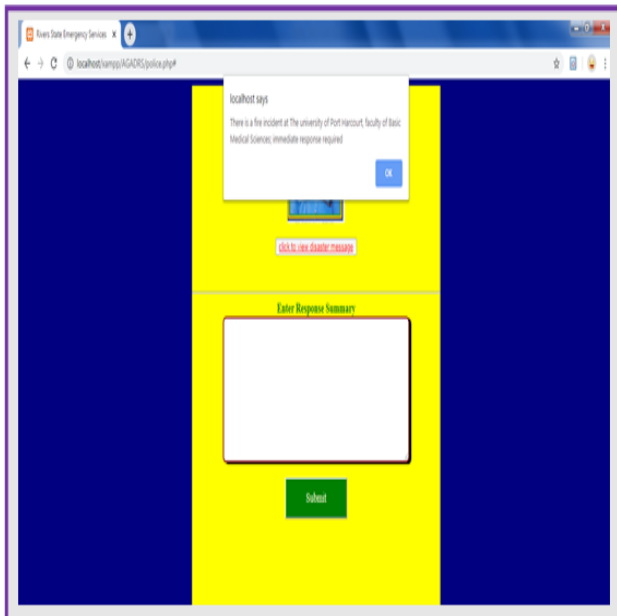 Rivers State Emergency Services
localhost/xampp/AGADRS/police.php#
localhost says
There is a fire incident at The university of Port Harcourt, faculty of Basic
Medical Sciences; immediate response required
OK
click to view disaster message
Enter Response Summary
Submit